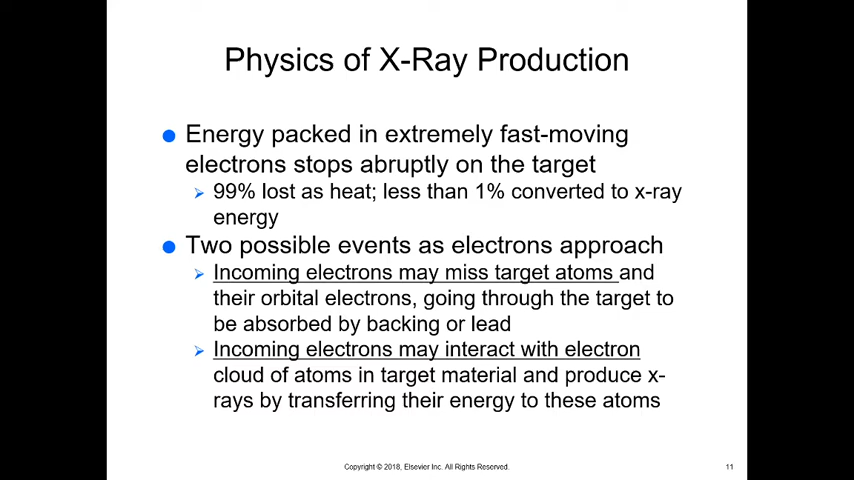 Physics of X-Ray Production
Energy packed in extremely fast-moving
electrons stops abruptly on the target
99% lost as heat; less than 1% converted to x-ray
energy
Two possible events as electrons approach
Incoming electrons may miss target atoms and
their orbital electrons, going through the target to
be absorbed by backing or lead
Incoming electrons may interact with electron
cloud of atoms in target material and produce x-
rays by transferring their energy to these atoms
Copyright © 2018, Elsevier Inc. All Rights Reserved.
11